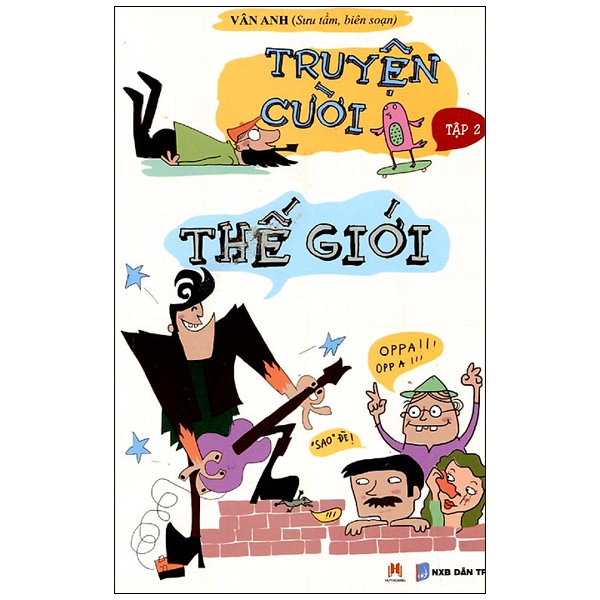 VÂN ANH (Sưu tầm, biên soạn)
TRUYỆN
CƯỜI
TẬP 2
THẾ GIỚI
OPPA!!!
OPPA!!!
"SAO" ĐÊ!
HUYHOANG
NXB DÂN TR